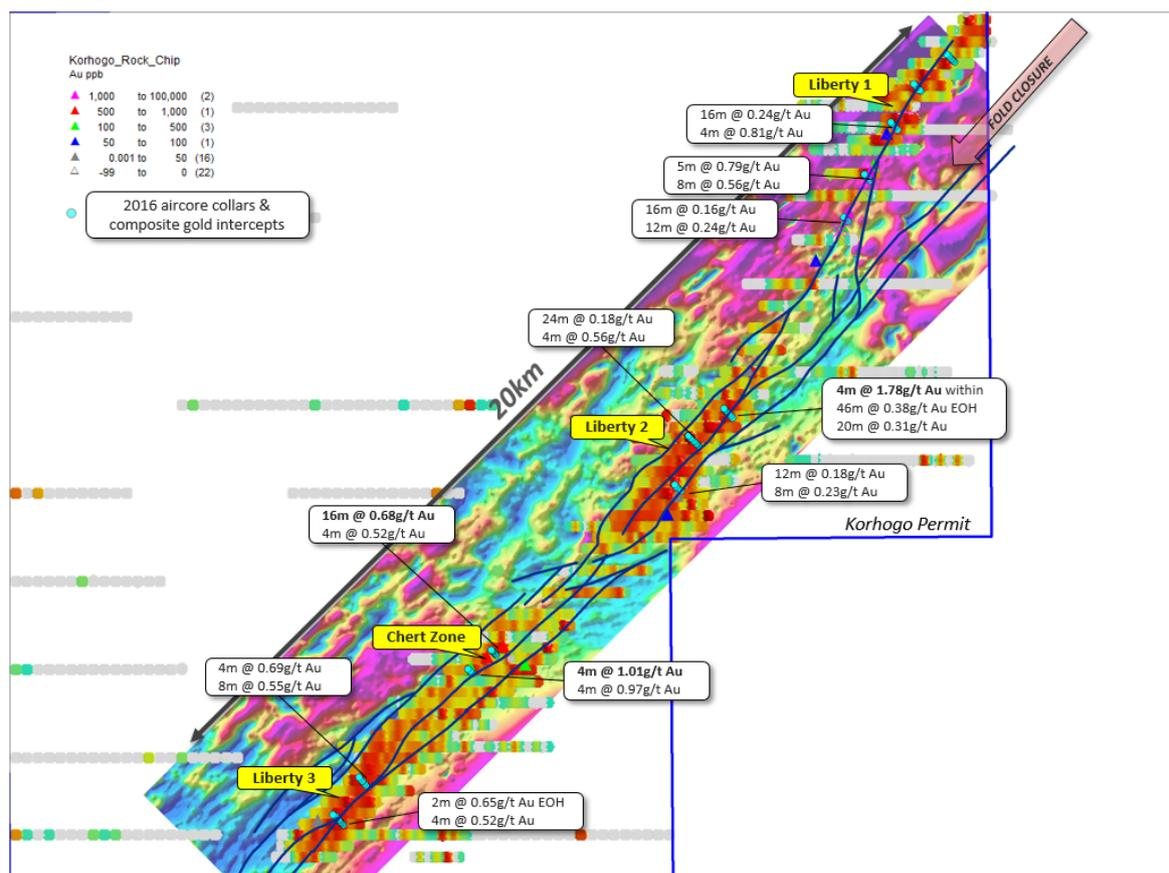 Korhogo_Rock_Chip
Au ppb
1,000 to 100,000 (2)
500 to 1,000 (1)
100 to 500 (3)
50 to 100 (1)
0.001 to 50 (16)
-99 to 0 (22)
2016 aircore collars &
composite gold intercepts
Liberty 1
FOLD CLOSURE
16m @ 0.24g/t Au
4m @ 0.81g/t Au
5m @ 0.79g/t Au
8m @ 0.56g/t Au
16m @ 0.16g/t Au
12m @ 0.24g/t Au
24m @ 0.18g/t Au
4m @ 0.56g/t Au
20km
4m @ 1.78g/t Au within
46m @ 0.38g/t Au EOH
20m @ 0.31g/t Au
Liberty 2
12m @ 0.18g/t Au
8m @ 0.23g/t Au
Korhogo Permit
16m @ 0.68g/t Au
4m @ 0.52g/t Au
Chert Zone
4m @ 0.69g/t Au
8m @ 0.55g/t Au
4m @ 1.01g/t Au
4m @ 0.97g/t Au
Liberty 3
2m @ 0.65g/t Au EOH
4m @ 0.52g/t Au